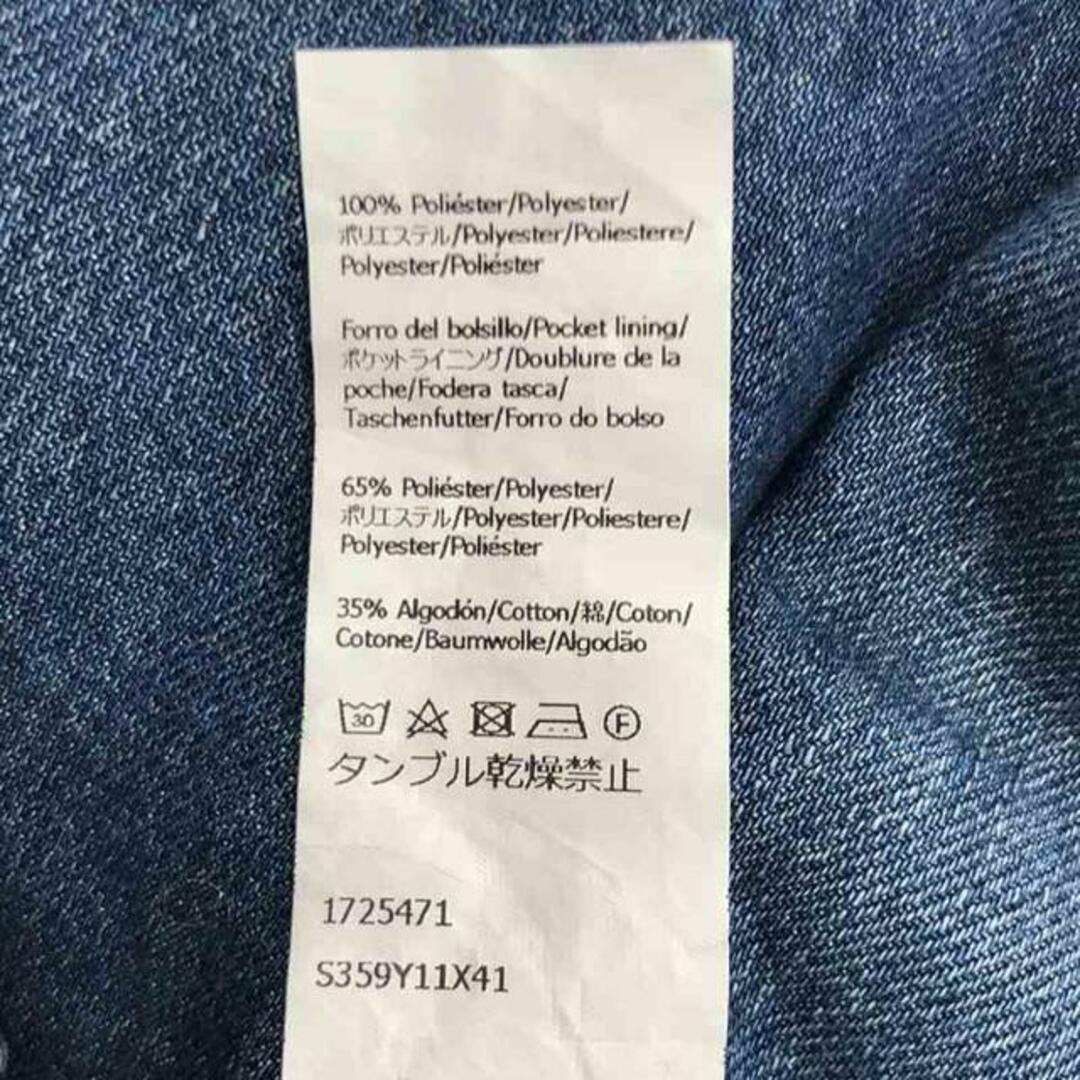 100% Poliéster/Polyester/
ポリエステル/Polyester/Poliestere/
Polyester/Poliéster
Forro del bolsillo/Pocket lining/
ポケットライニング/Doublure de la
poche/Fodera tasca/
Taschenfutter/Forro do bolso
65% Poliéster/Polyester/
ポリエステル/Polyester/Poliestere/
Polyester/Poliéster
35% Algodón/Cotton/綿/Coton/
Cotone/Baumwolle/Algodão
30 F
タンブル乾燥禁止
1725471
S359Y11X41